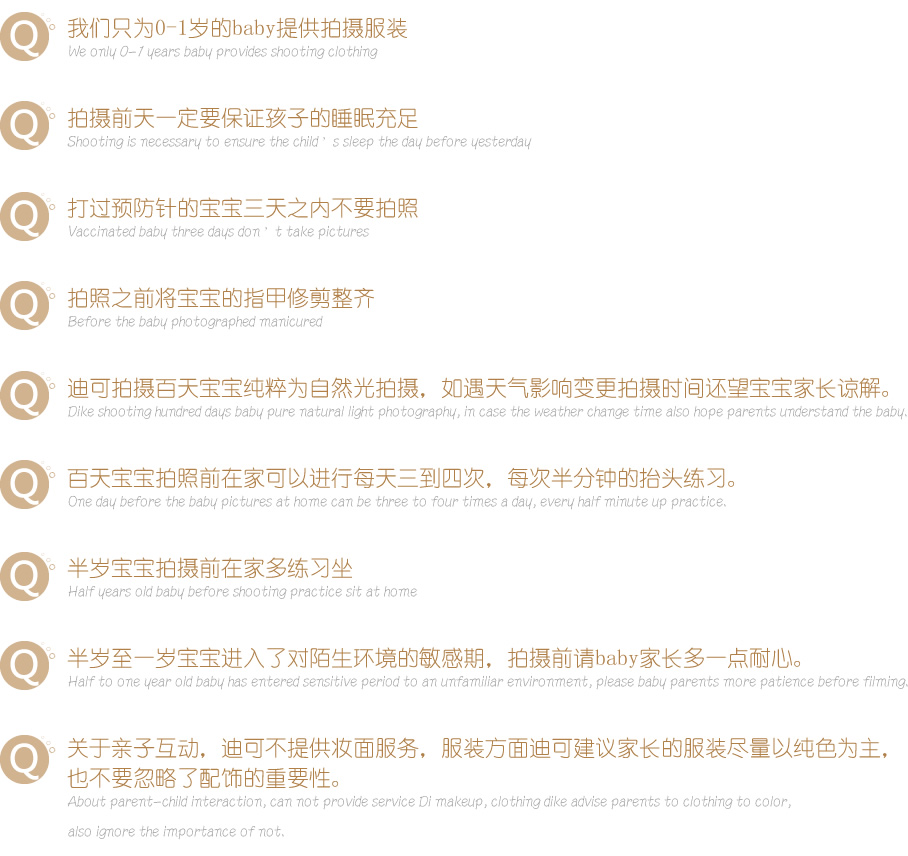 Q 我们只为0-1岁的baby提供拍摄服装
We only 0-1 years baby provides shooting clothing
Q 拍摄前天一定要保证孩子的睡眠充足
Shooting is necessary to ensure the child’s sleep the day before yesterday
Q 打过预防针的宝宝三天之内不要拍照
Vaccinated baby three days don’t take pictures
Q 拍照之前将宝宝的指甲修剪整齐
Before the baby photographed manicured
Q 迪可拍摄百天宝宝纯粹为自然光拍摄，如遇天气影响变更拍摄时间还望宝宝家长谅解。
Dike shooting hundred days baby pure natural light photography, in case the weather change time also hope parents understand the baby.
Q 百天宝宝拍照前在家可以进行每天三到四次，每次半分钟的抬头练习。
One day before the baby pictures at home can be three to four times a day, every half minute up practice.
Q 半岁宝宝拍摄前在家多练习坐
Half years old baby before shooting practice sit at home
Q 半岁至一岁宝宝进入了对陌生环境的敏感期，拍摄前请baby家长多一点耐心。
Half to one year old baby has entered sensitive period to an unfamiliar environment, please baby parents more patience before filming.
Q 关于亲子互动，迪可不提供妆面服务，服装方面迪可建议家长的服装尽量以纯色为主，
也不要忽略了配饰的重要性。
About parent-child interaction, can not provide service Di makeup, clothing dike advise parents to clothing to color,
also ignore the importance of not.